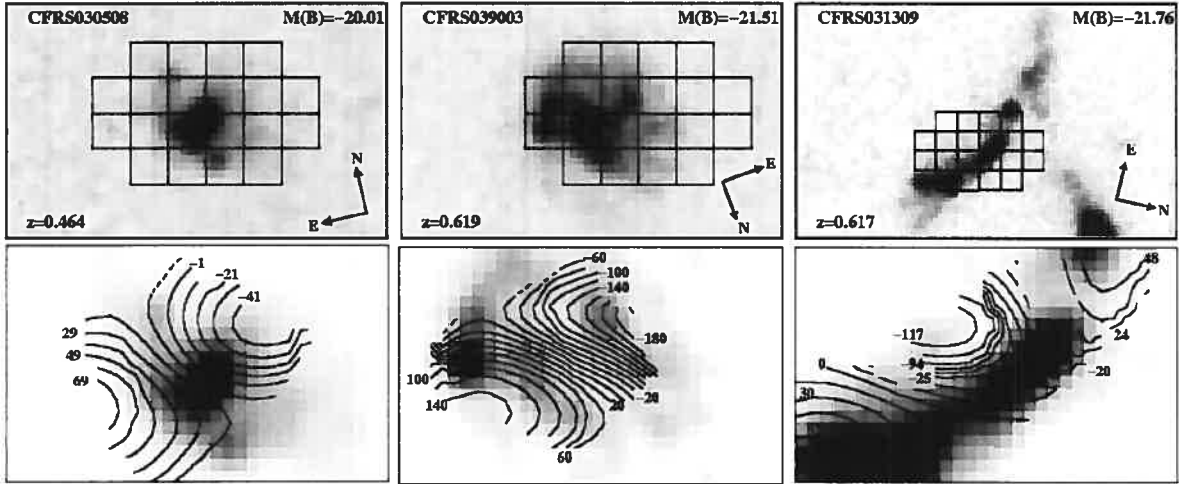 CFRS030508 M(B)=-20.01
N
E
z=0.464
CFRS039003 M(B)=-21.51
E
N
z=0.619
CFRS031309 M(B)=-21.76
E
N
z=0.617
-1
-21
-41
29
49
69
-60
-100
140
-180
100
140
20
-20
60
48
24
-117
-94
-25
-20
0
30